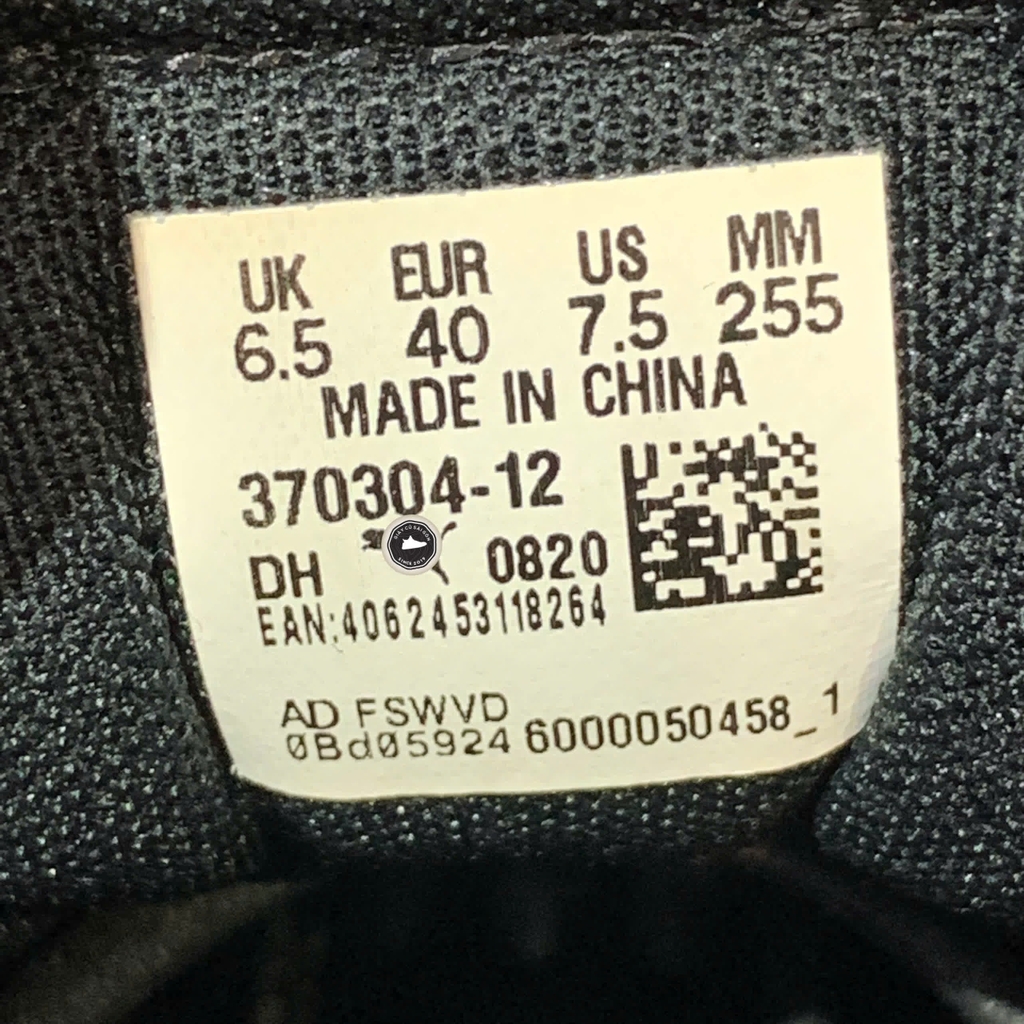 UK EUR US MM
6.5 40 7.5 255
MADE IN CHINA
370304-12
DH 0820
EAN:4062453118264
AD FSWVD
0Bd05924 6000050458_1